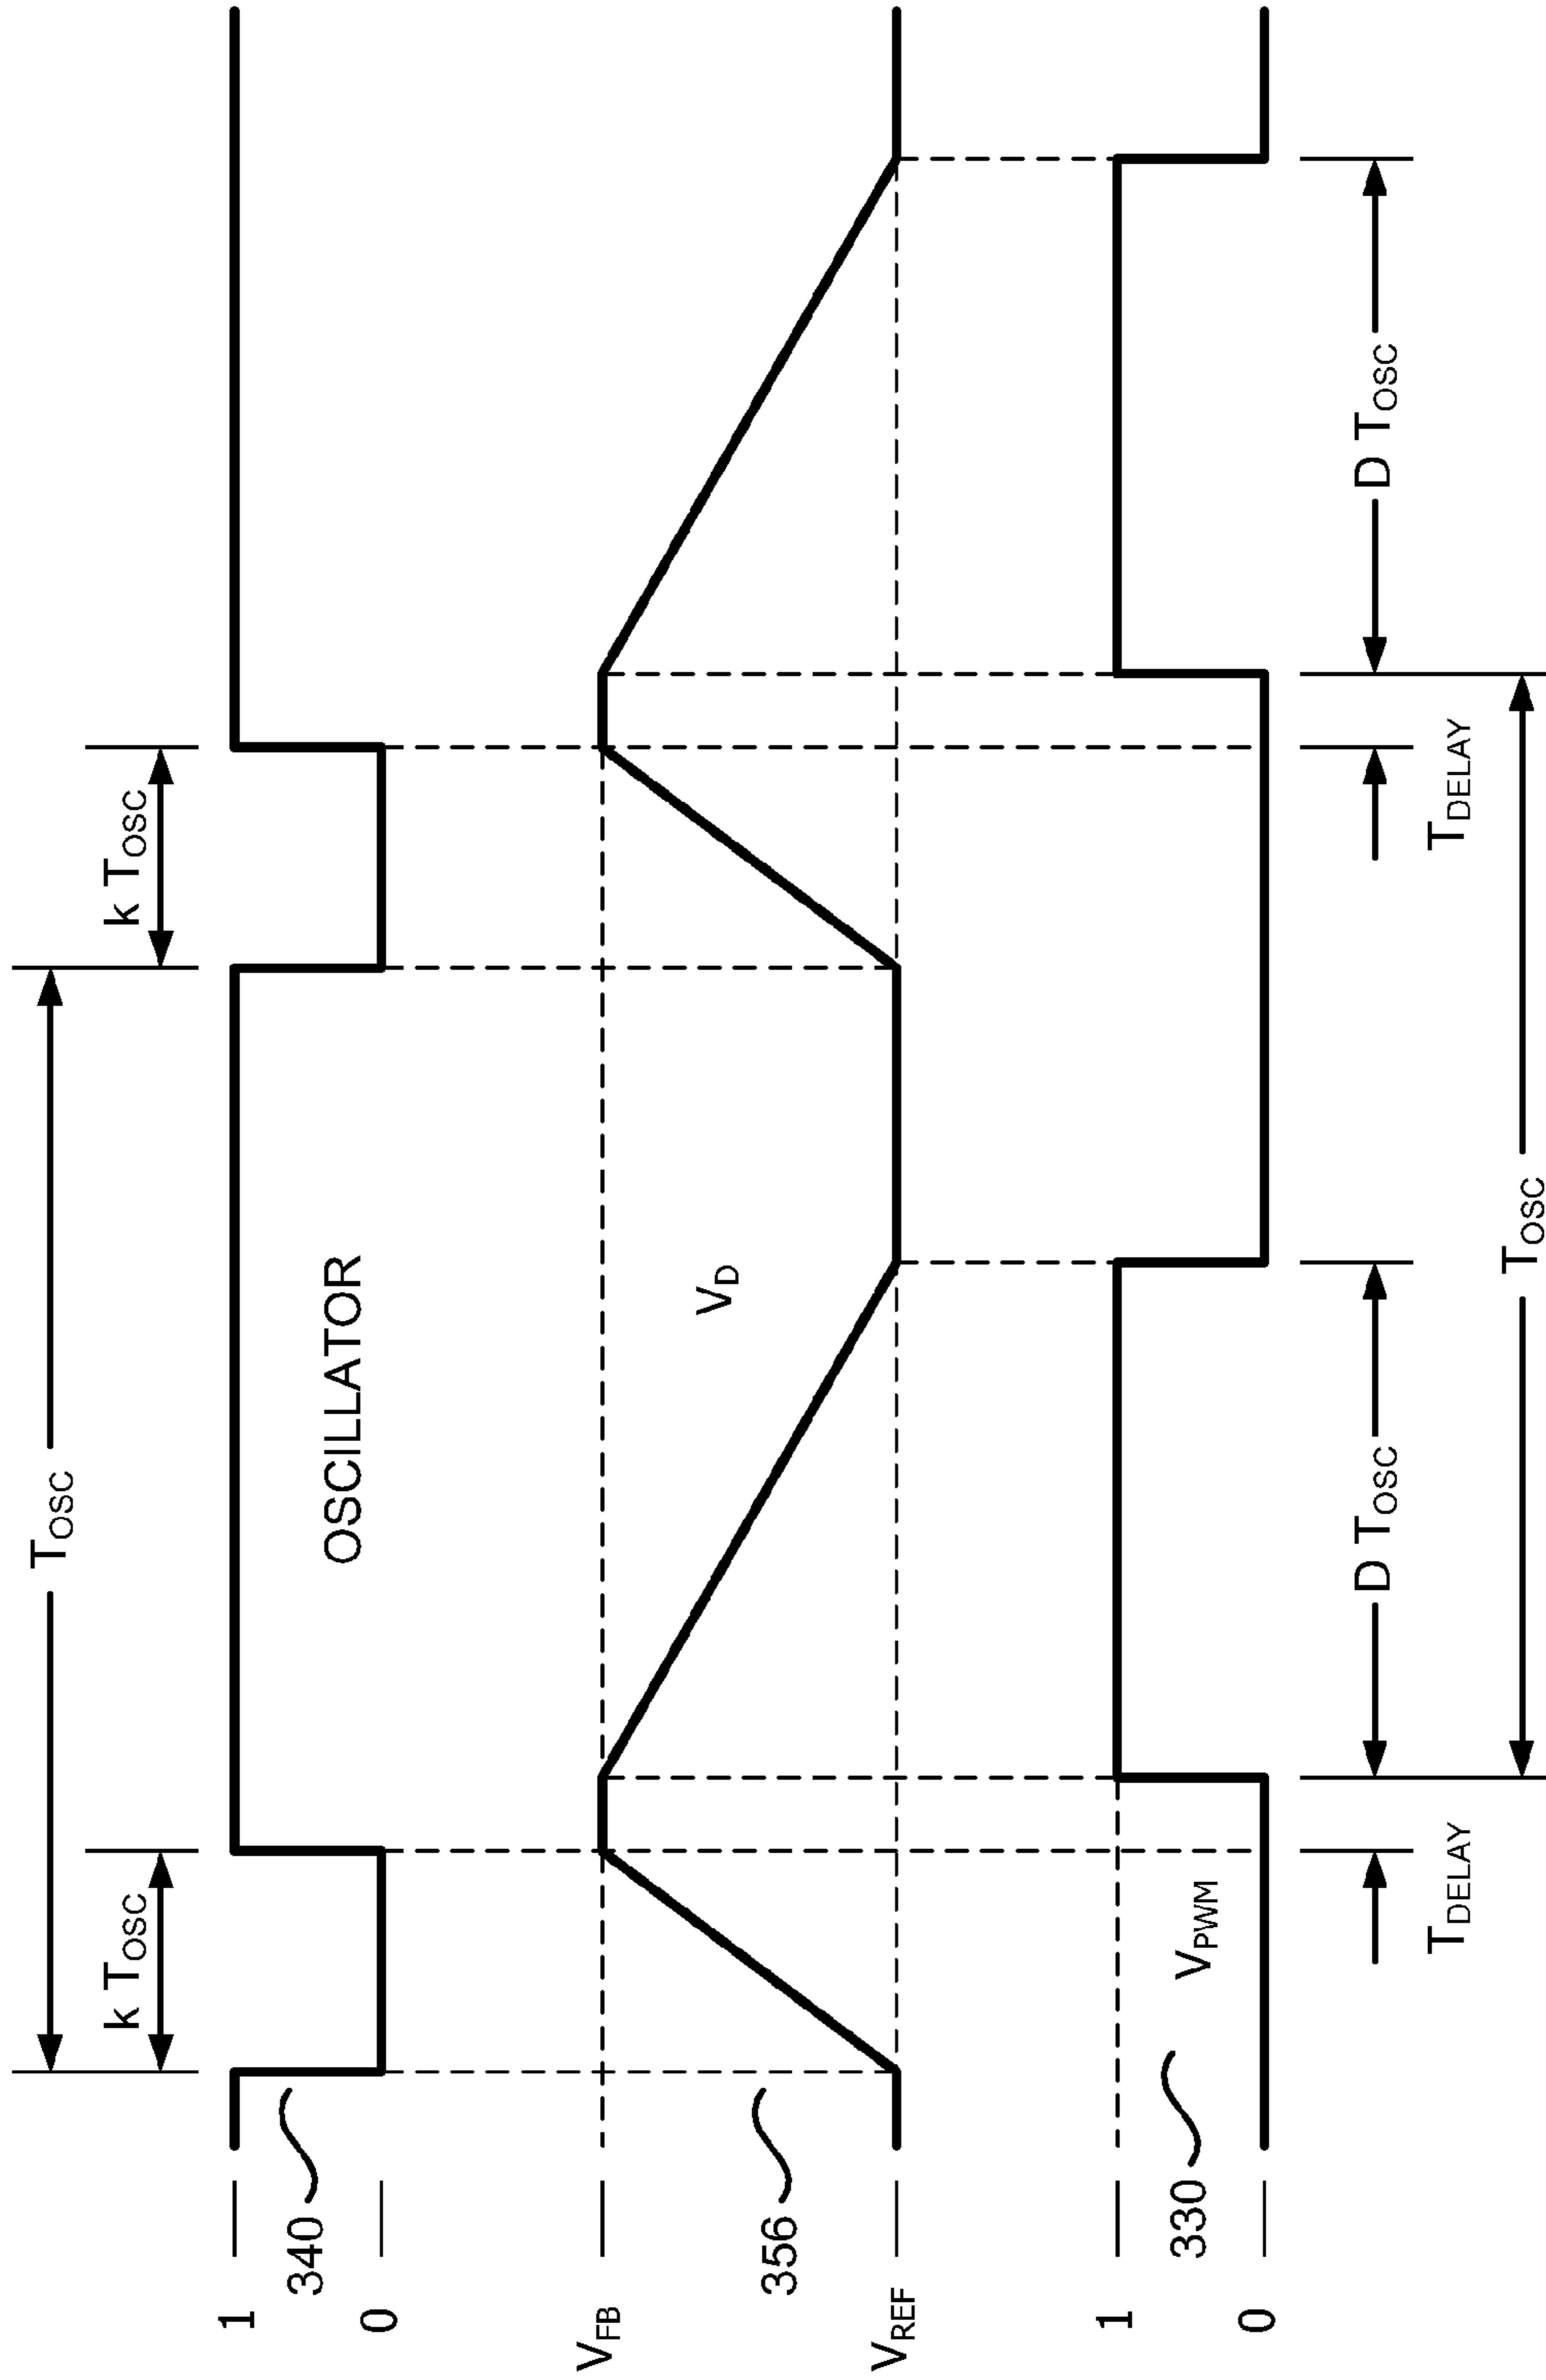 TOSC
k TOSC
k TOSC
1
340
0
OSCILLATOR
VFB
356
VD
VREF
1
330
VPWM
0
D TOSC
D TOSC
TDELAY
TDELAY
TOSC